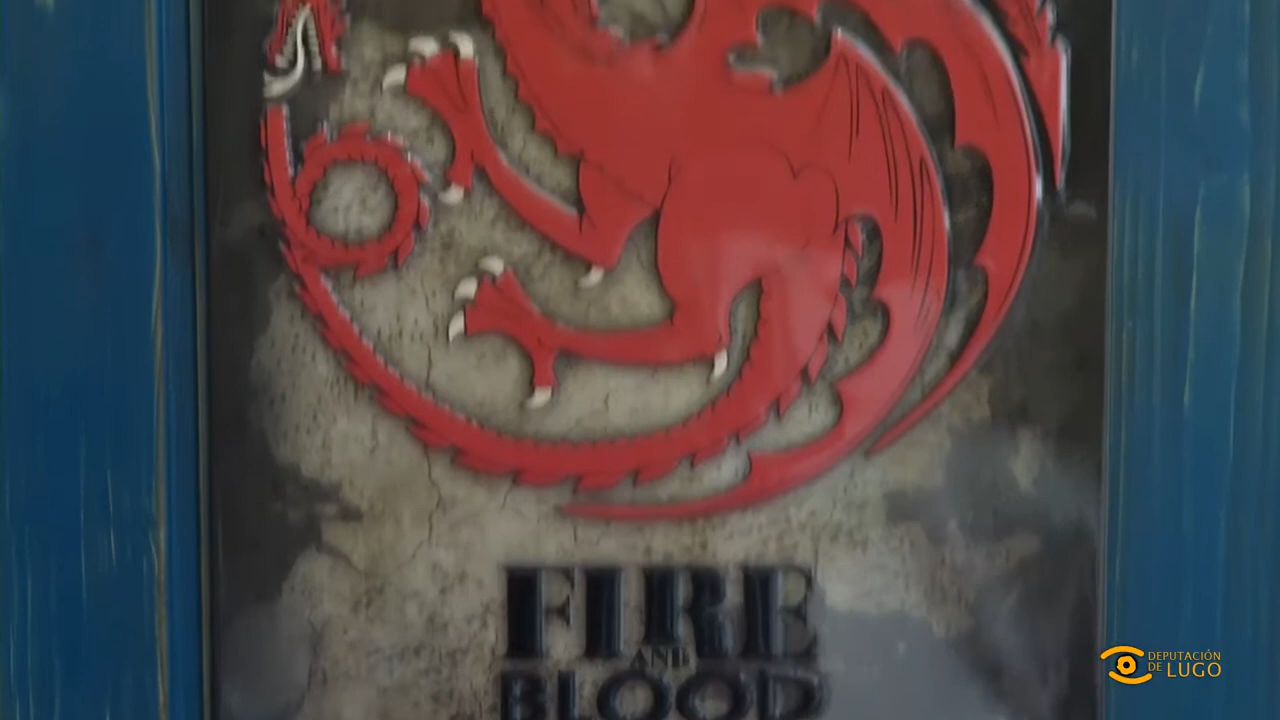 FIRE
AND
BLOOD
DEPUTACIÓN
DE LUGO